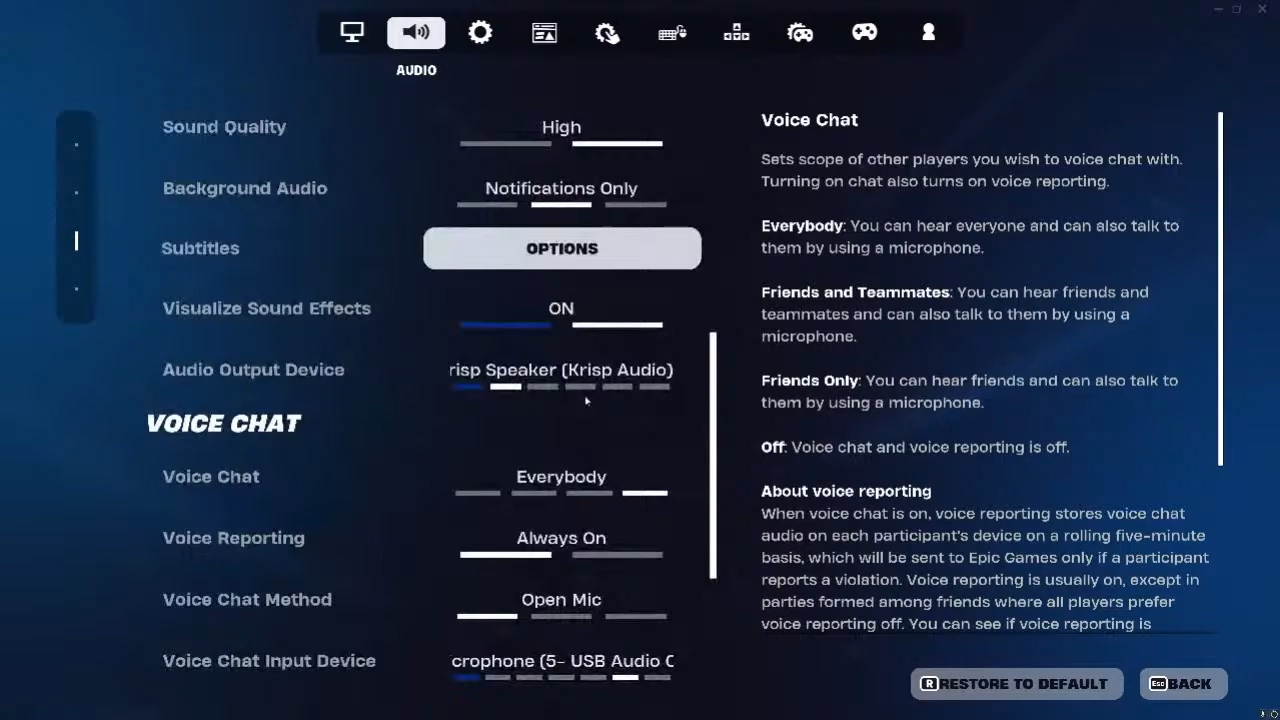 AUDIO
Sound Quality
High
Background Audio
Notifications Only
Subtitles
OPTIONS
Visualize Sound Effects
ON
Audio Output Device
risp Speaker (Krisp Audio)
VOICE CHAT
Voice Chat
Everybody
Voice Reporting
Always On
Voice Chat Method
Open Mic
Voice Chat Input Device
crophone (5- USB Audio C
Voice Chat
Sets scope of other players you wish to voice chat with.
Turning on chat also turns on voice reporting.
Everybody: You can hear everyone and can also talk to
them by using a microphone.
Friends and Teammates: You can hear friends and
teammates and can also talk to them by using a
microphone.
Friends Only: You can hear friends and can also talk to
them by using a microphone.
Off: Voice chat and voice reporting is off.
About voice reporting
When voice chat is on, voice reporting stores voice chat
audio on each participant's device on a rolling five-minute
basis, which will be sent to Epic Games only if a participant
reports a violation. Voice reporting is usually on, except in
parties formed among friends where all players prefer
voice reporting off. You can see if voice reporting is
R RESTORE TO DEFAULT
Esc BACK